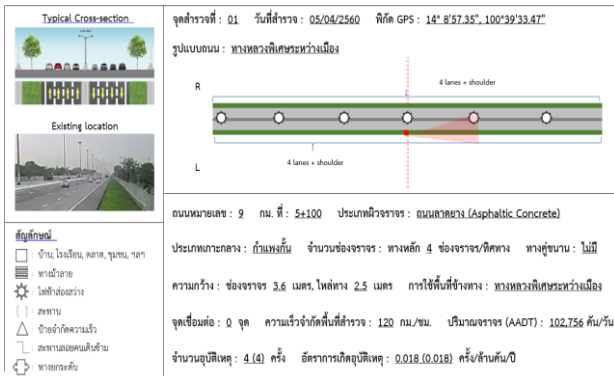 Typical Cross-section
Existing location
สัญลักษณ์
: บ้าน, โรงเรียน, ตลาด, ชุมชน, ฯลฯ
: ทางม้าลาย
: ไฟฟ้าส่องสว่าง
: สะพาน
: ป้ายจำกัดความเร็ว
: สะพานลอยคนเดินข้าม
: ทางยกระดับ
จุดสำรวจที่ : 01 วันที่สำรวจ : 05/04/2560 พิกัด GPS : 14° 8'57.35", 100°39'33.47"
รูปแบบถนน : ทางหลวงพิเศษระหว่างเมือง
4 lanes + shoulder
R
L
4 lanes + shoulder
ถนนหมายเลข : 9 กม. ที่ : 5+100 ประเภทผิวจราจร : ถนนลาดยาง (Asphaltic Concrete)
ประเภทเกาะกลาง : กำแพงกั้น จำนวนช่องจราจร : ทางหลัก 4 ช่องจราจร/ทิศทาง ทางคู่ขนาน : ไม่มี
ความกว้าง : ช่องจราจร 3.6 เมตร, ไหล่ทาง 2.5 เมตร การใช้พื้นที่ข้างทาง : ทางหลวงพิเศษระหว่างเมือง
จุดเชื่อมต่อ : 0 จุด ความเร็วจำกัดพื้นที่สำรวจ : 120 กม./ชม. ปริมาณจราจร (AADT) : 102,756 คัน/วัน
จำนวนอุบัติเหตุ : 4 (4) ครั้ง อัตราการเกิดอุบัติเหตุ : 0.018 (0.018) ครั้ง/ล้านคัน/ปี